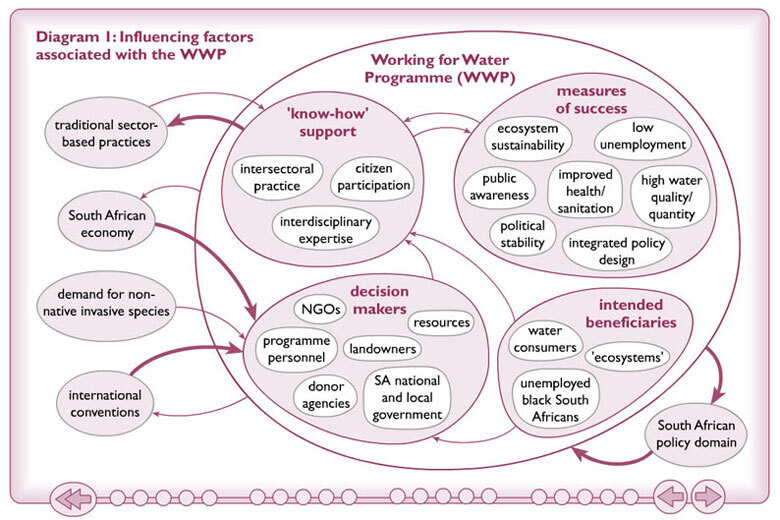 Diagram 1: Influencing factors
associated with the WWP
Working for Water
Programme (WWP)
traditional sector-
based practices
South African
economy
demand for non-
native invasive species
international
conventions
'know-how'
support
intersectoral
practice
citizen
participation
interdisciplinary
expertise
measures
of success
ecosystem
sustainability
low
unemployment
public
awareness
improved
health/
sanitation
high water
quality/
quantity
political
stability
integrated policy
design
decision
makers
NGOs
resources
programme
personnel
landowners
donor
agencies
SA national
and local
government
intended
beneficiaries
water
consumers
'ecosystems'
unemployed
black South
Africans
South African
policy domain